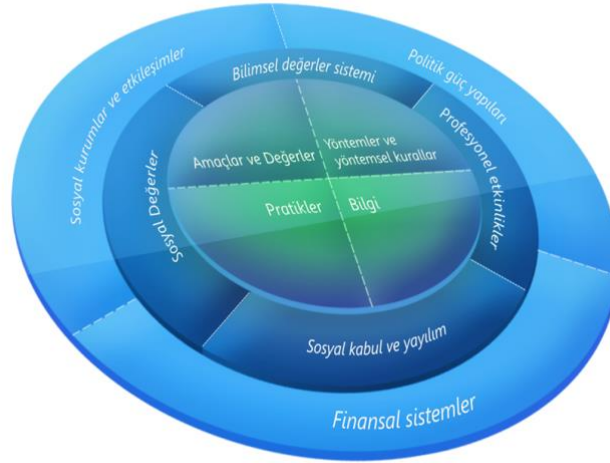 Sosyal kurumlar ve etkileşimler
Politik güç yapıları
Bilimsel değerler sistemi
Profesyonel etkinlikler
Sosyal Değerler
Amaçlar ve Değerler
Yöntemler ve
yöntemsel kurallar
Pratikler
Bilgi
Sosyal kabul ve yayılım
Finansal sistemler